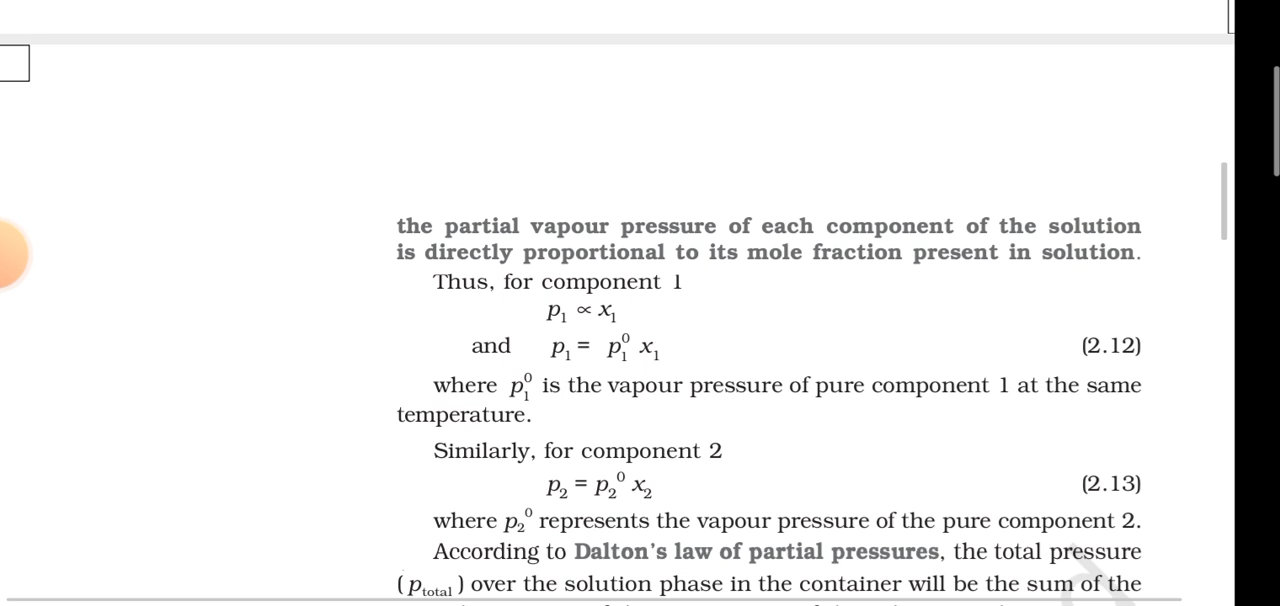 the partial vapour pressure of each component of the solution
is directly proportional to its mole fraction present in solution.
Thus, for component 1
p₁ ∝ x₁
and p₁ = p₁⁰ x₁ (2.12)
where p₁⁰ is the vapour pressure of pure component 1 at the same
temperature.
Similarly, for component 2
p₂ = p₂⁰ x₂ (2.13)
where p₂⁰ represents the vapour pressure of the pure component 2.
According to Dalton's law of partial pressures, the total pressure
(p_total) over the solution phase in the container will be the sum of the